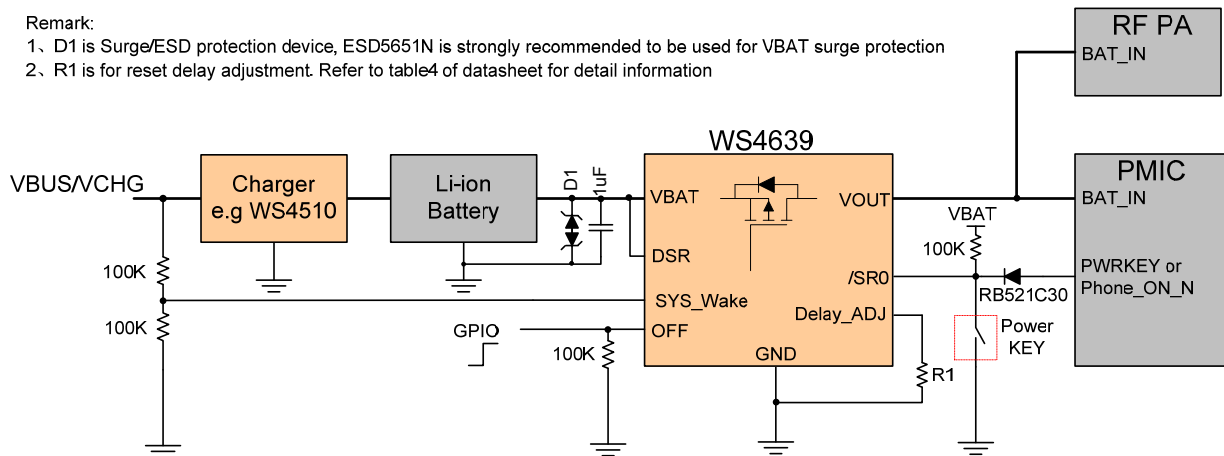 Remark:
1、D1 is Surge/ESD protection device, ESD5651N is strongly recommended to be used for VBAT surge protection
2、R1 is for reset delay adjustment. Refer to table4 of datasheet for detail information
RF PA
BAT_IN
WS4639
PMIC
VBUS/VCHG
Charger
e.g WS4510
Li-ion
Battery
D1
1uF
VBAT
VOUT
BAT_IN
VBAT
100K
DSR
/SR0
RB521C30
PWRKEY or
Phone_ON_N
100K
SYS_Wake
Delay_ADJ
100K
GPIO
OFF
100K
GND
Power
KEY
R1